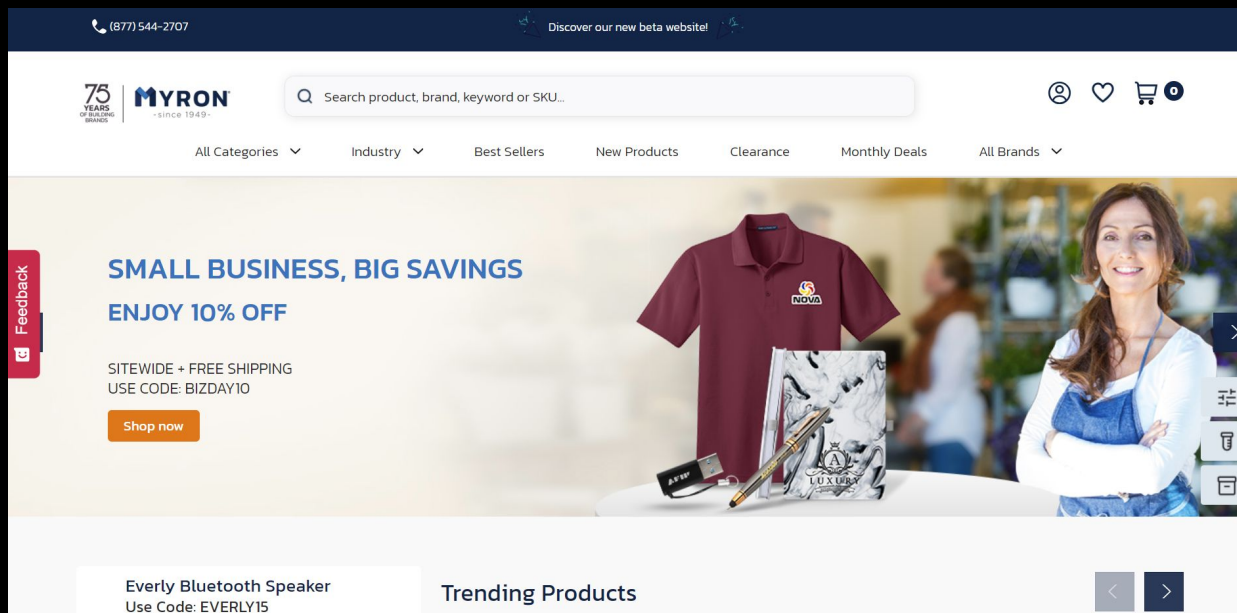 (877) 544-2707
Discover our new beta website!
75
YEARS
OF BUILDING
BRANDS
MYRON
-since 1949-
Search product, brand, keyword or SKU...
0
All Categories
Industry
Best Sellers
New Products
Clearance
Monthly Deals
All Brands
Feedback
SMALL BUSINESS, BIG SAVINGS
ENJOY 10% OFF
SITEWIDE + FREE SHIPPING
USE CODE: BIZDAY10
Shop now
NOVA
A
LUXURY
Everly Bluetooth Speaker
Use Code: EVERLY15
Trending Products